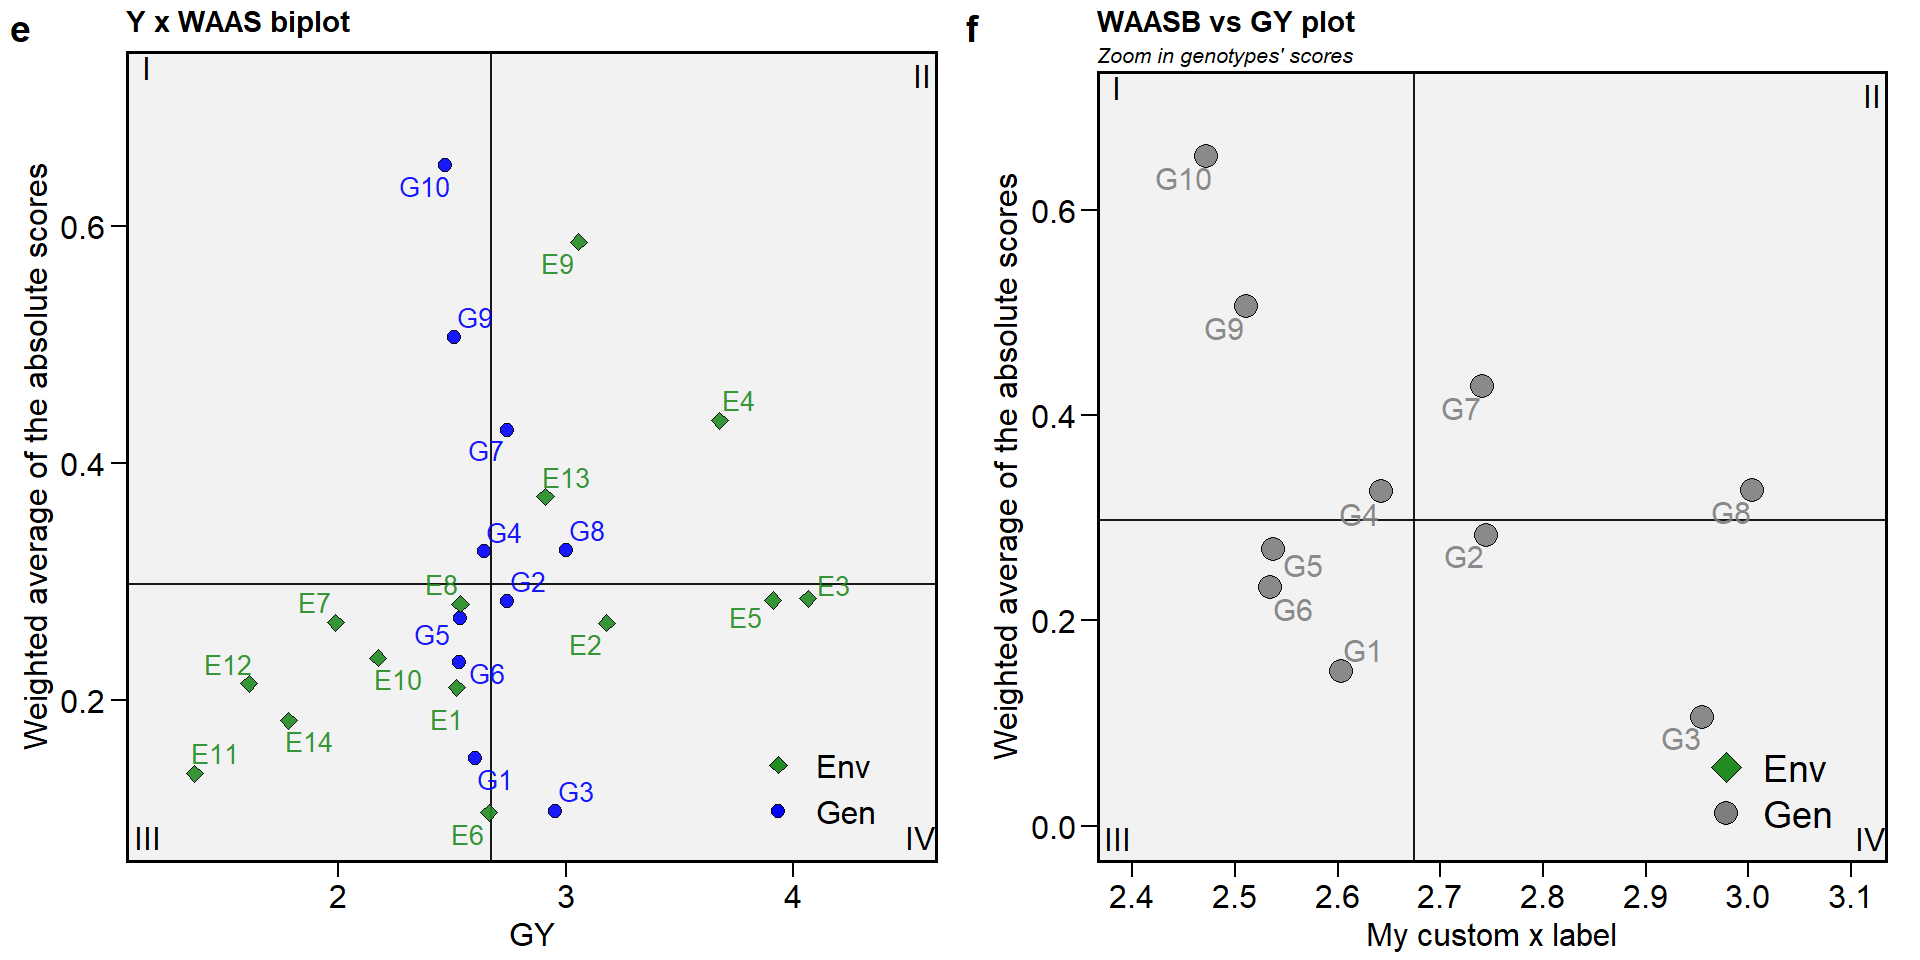 e
Y x WAAS biplot
I
II
G10
E9
G9
E4
G7
E13
G4
G8
E8
G2
E7
E3
E5
G5
E2
E12
E10
G6
E1
E11
E14
G1
G3
E6
Env
Gen
III
IV
0.6
0.4
0.2
Weighted average of the absolute scores
2
3
4
GY
f
WAASB vs GY plot
Zoom in genotypes' scores
I
II
G10
G9
G7
G4
G8
G2
G5
G6
G1
G3
Env
Gen
III
IV
0.6
0.4
0.2
0.0
Weighted average of the absolute scores
2.4
2.5
2.6
2.7
2.8
2.9
3.0
3.1
My custom x label